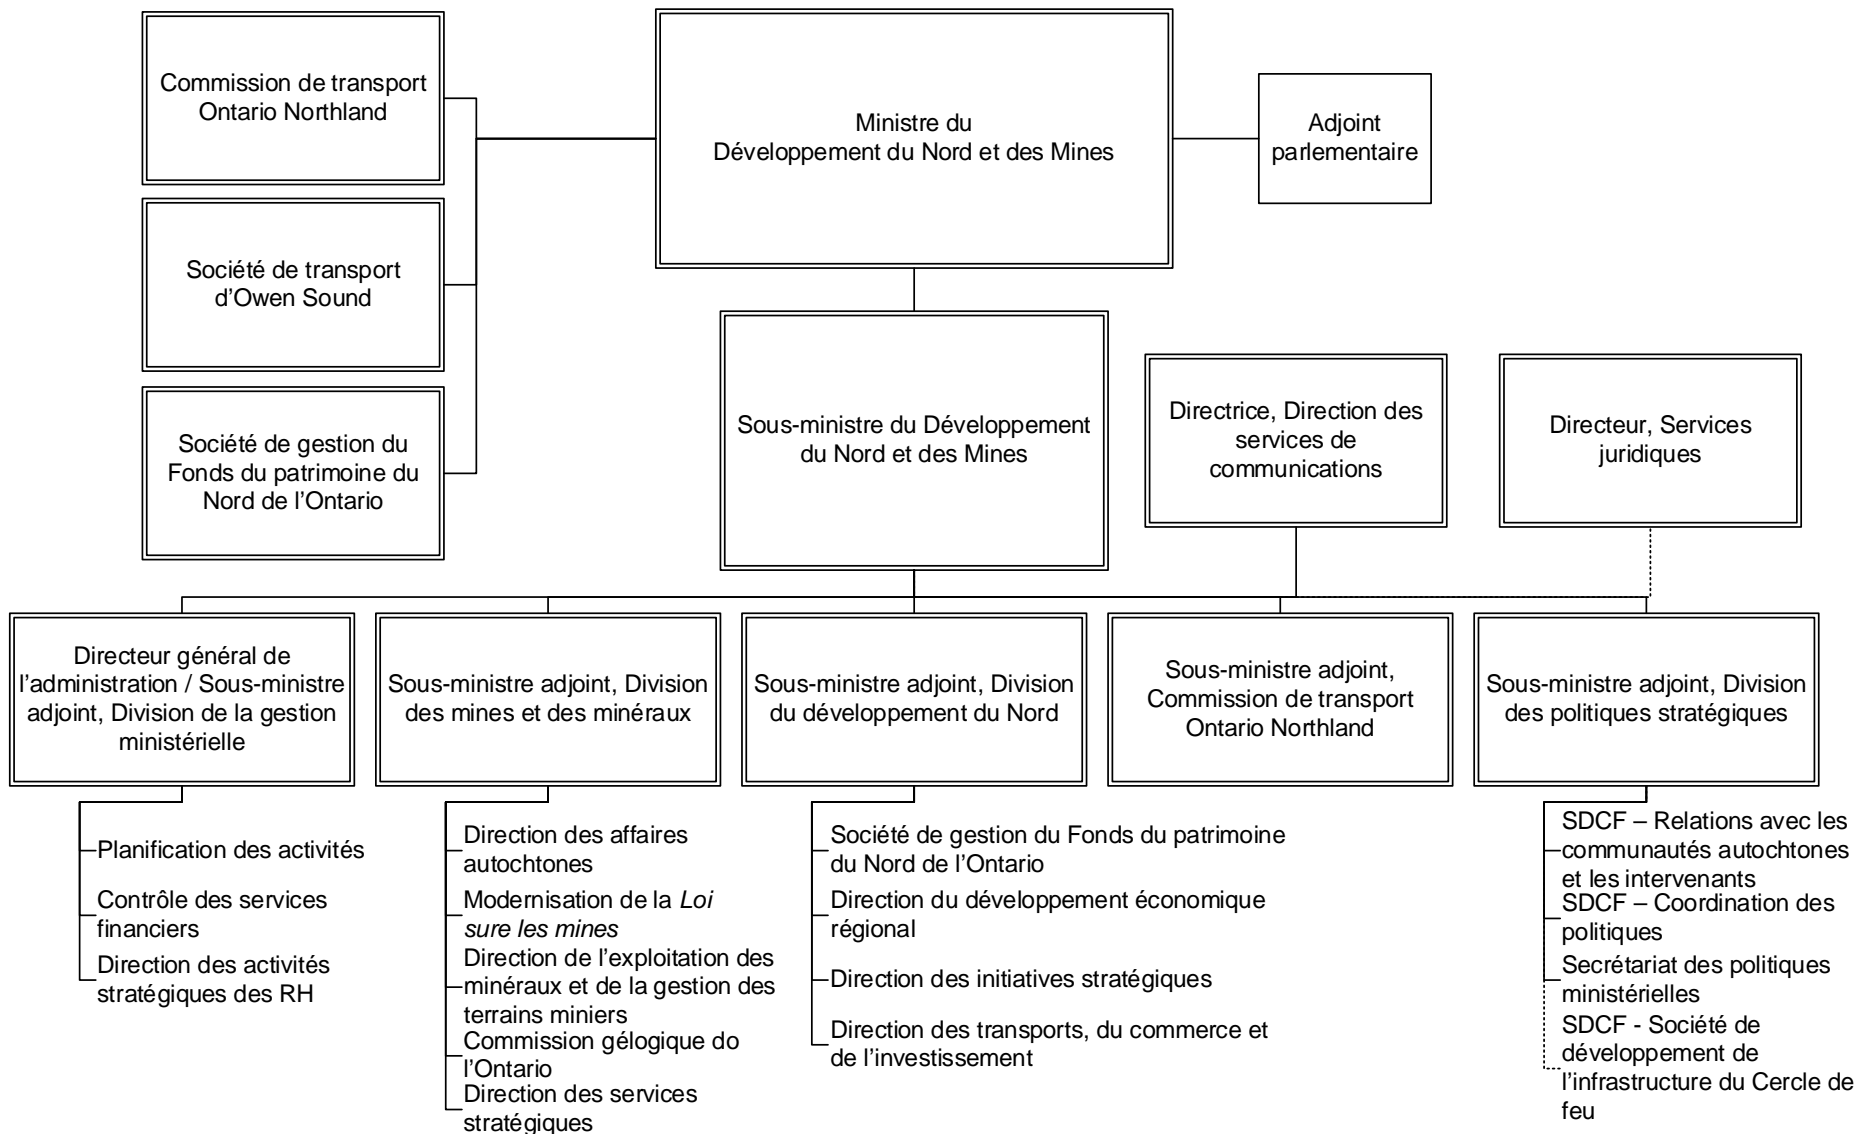 Commission de transport
Ontario Northland
Ministre du
Développement du Nord et des Mines
Adjoint
parlementaire
Société de transport
d’Owen Sound
Société de gestion du
Fonds du patrimoine du
Nord de l’Ontario
Sous-ministre du Développement
du Nord et des Mines
Directrice, Direction des
services de
communications
Directeur, Services
juridiques
Directeur général de
l’administration / Sous-ministre
adjoint, Division de la gestion
ministérielle
Sous-ministre adjoint, Division
des mines et des minéraux
Sous-ministre adjoint, Division
du développement du Nord
Sous-ministre adjoint,
Commission de transport
Ontario Northland
Sous-ministre adjoint, Division
des politiques stratégiques
Planification des activités
Contrôle des services
financiers
Direction des activités
stratégiques des RH
Direction des affaires
autochtones
Modernisation de la Loi
sure les mines
Direction de l’exploitation des
minéraux et de la gestion des
terrains miniers
Commission gélogique do
l’Ontario
Direction des services
stratégiques
Société de gestion du Fonds du patrimoine
du Nord de l’Ontario
Direction du développement économique
régional
Direction des initiatives stratégiques
Direction des transports, du commerce et
de l’investissement
SDCF – Relations avec les
communautés autochtones
et les intervenants
SDCF – Coordination des
politiques
Secrétariat des politiques
ministérielles
SDCF - Société de
développement de
l’infrastructure du Cercle de
feu